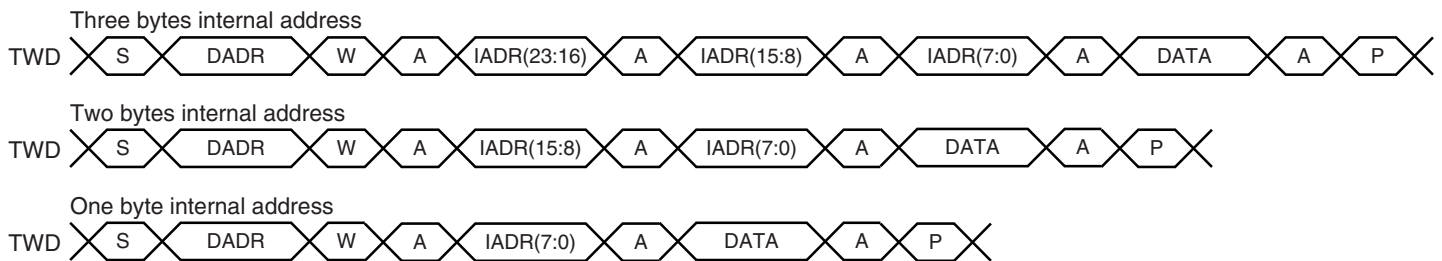 Three bytes internal address
TWD S DADR W A IADR(23:16) A IADR(15:8) A IADR(7:0) A DATA A P
Two bytes internal address
TWD S DADR W A IADR(15:8) A IADR(7:0) A DATA A P
One byte internal address
TWD S DADR W A IADR(7:0) A DATA A P